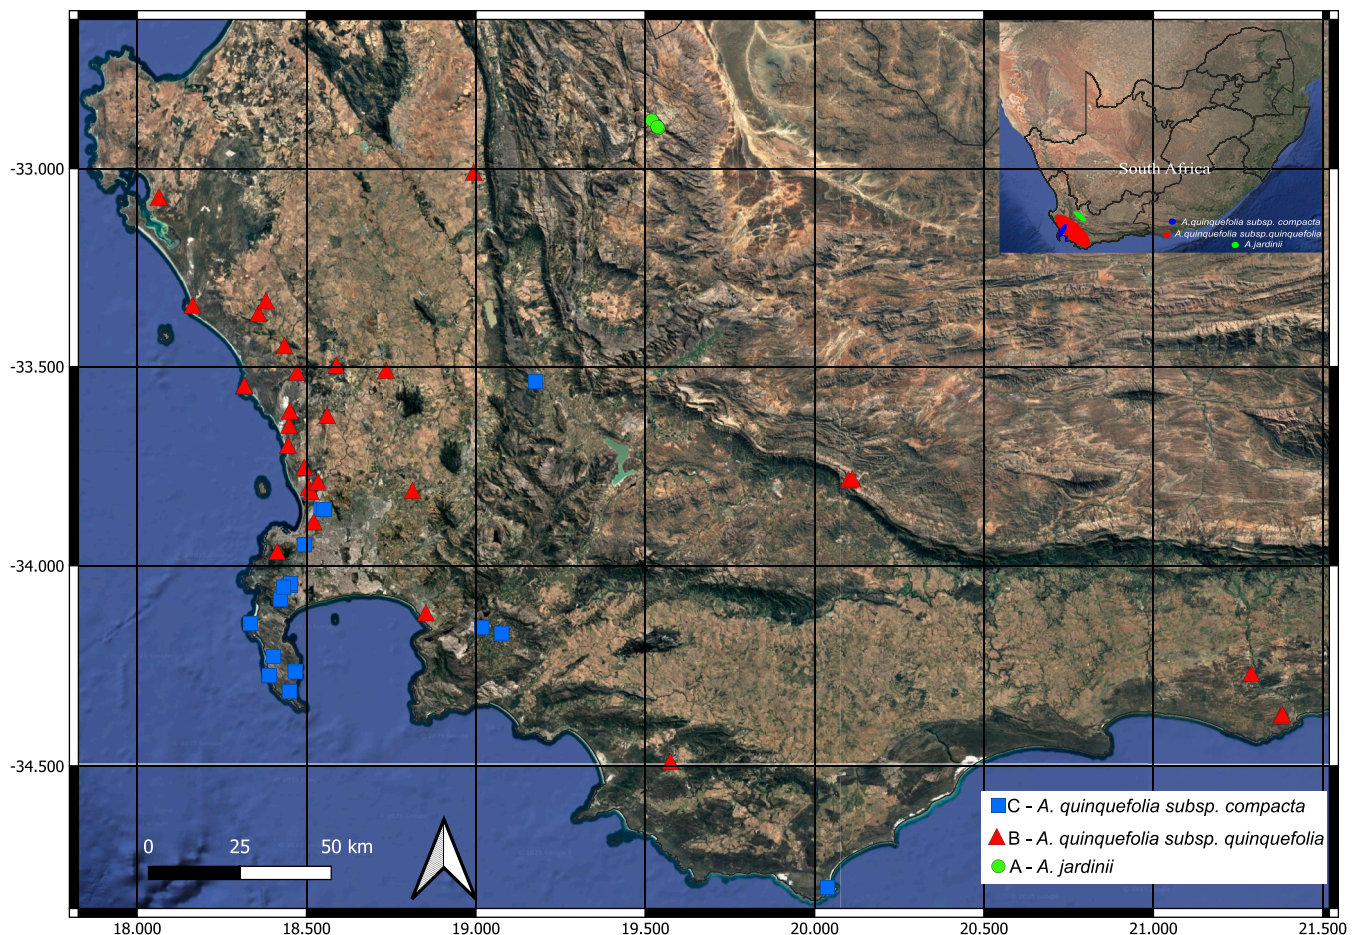 South Africa
A.quinquefolia subsp. compacta
A.quinquefolia subsp.quinquefolia
A.jardinii
-33.000
-33.500
-34.000
-34.500
C - A. quinquefolia subsp. compacta
B - A. quinquefolia subsp. quinquefolia
A - A. jardinii
0 25 50 km
18.000 18.500 19.000 19.500 20.000 20.500 21.000 21.500